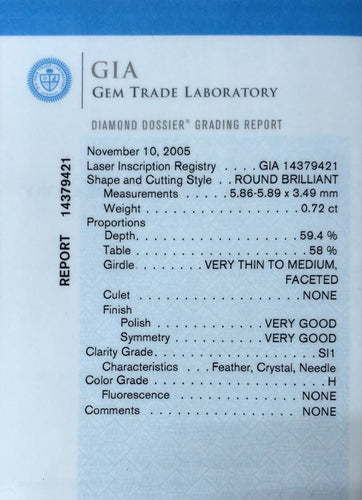 GIA
GEM TRADE LABORATORY
DIAMOND DOSSIER® GRADING REPORT
REPORT 14379421
November 10, 2005
Laser Inscription Registry . . . . GIA 14379421
Shape and Cutting Style . . ROUND BRILLIANT
Measurements . . . . . 5.86-5.89 x 3.49 mm
Weight . . . . . . . . . . . . . . . . . . . 0.72 ct
Proportions
Depth. . . . . . . . . . . . . . . . . . . . 59.4 %
Table . . . . . . . . . . . . . . . . . . . . . 58 %
Girdle. . . . . . . . . VERY THIN TO MEDIUM,
FACETED
Culet . . . . . . . . . . . . . . . . . . . . NONE
Finish
Polish . . . . . . . . . . . . . . VERY GOOD
Symmetry . . . . . . . . . . . VERY GOOD
Clarity Grade. . . . . . . . . . . . . . . . . . . . SI1
Characteristics . . . Feather, Crystal, Needle
Color Grade . . . . . . . . . . . . . . . . . . . . . . H
Fluorescence . . . . . . . . . . . . . . NONE
Comments . . . . . . . . . . . . . . . . . . NONE